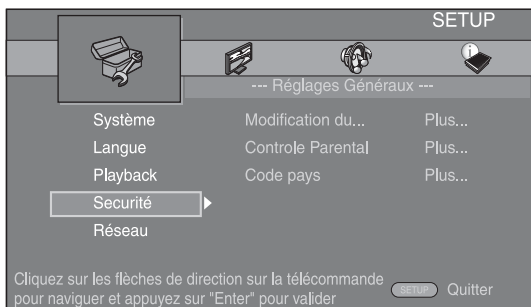 SETUP
--- Réglages Généraux ---
Système
Modification du...
Plus...
Langue
Controle Parental
Plus...
Playback
Code pays
Plus...
Securité
Réseau
Cliquez sur les flèches de direction sur la télécommande
pour naviguer et appuyez sur "Enter" pour valider
SETUP Quitter